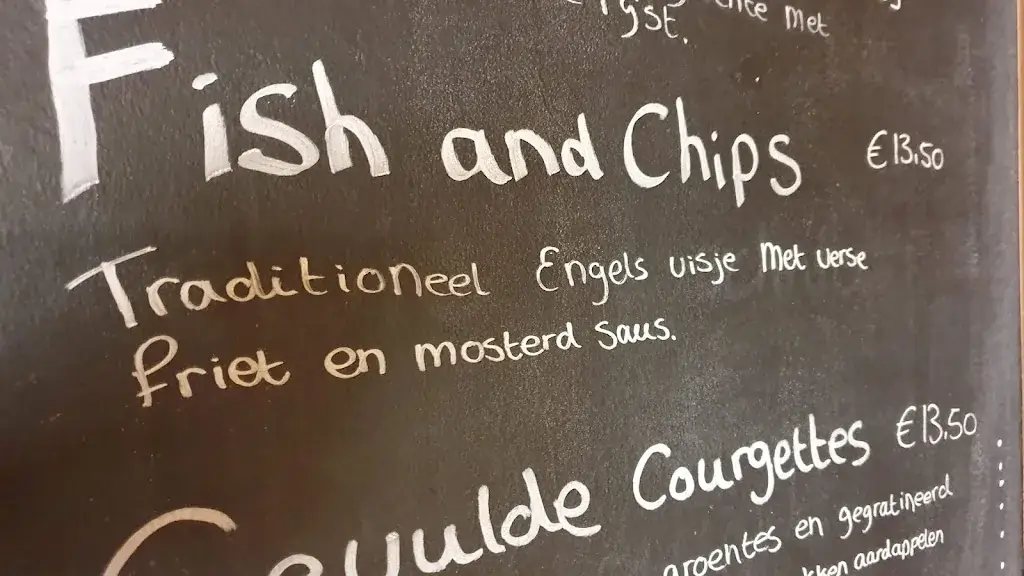 met
Fish and Chips €13.50
Traditioneel Engels visje Met verse
friet en mosterd saus.
Gevulde Courgettes €13.50
groentes en gegratineerd
aardappelen